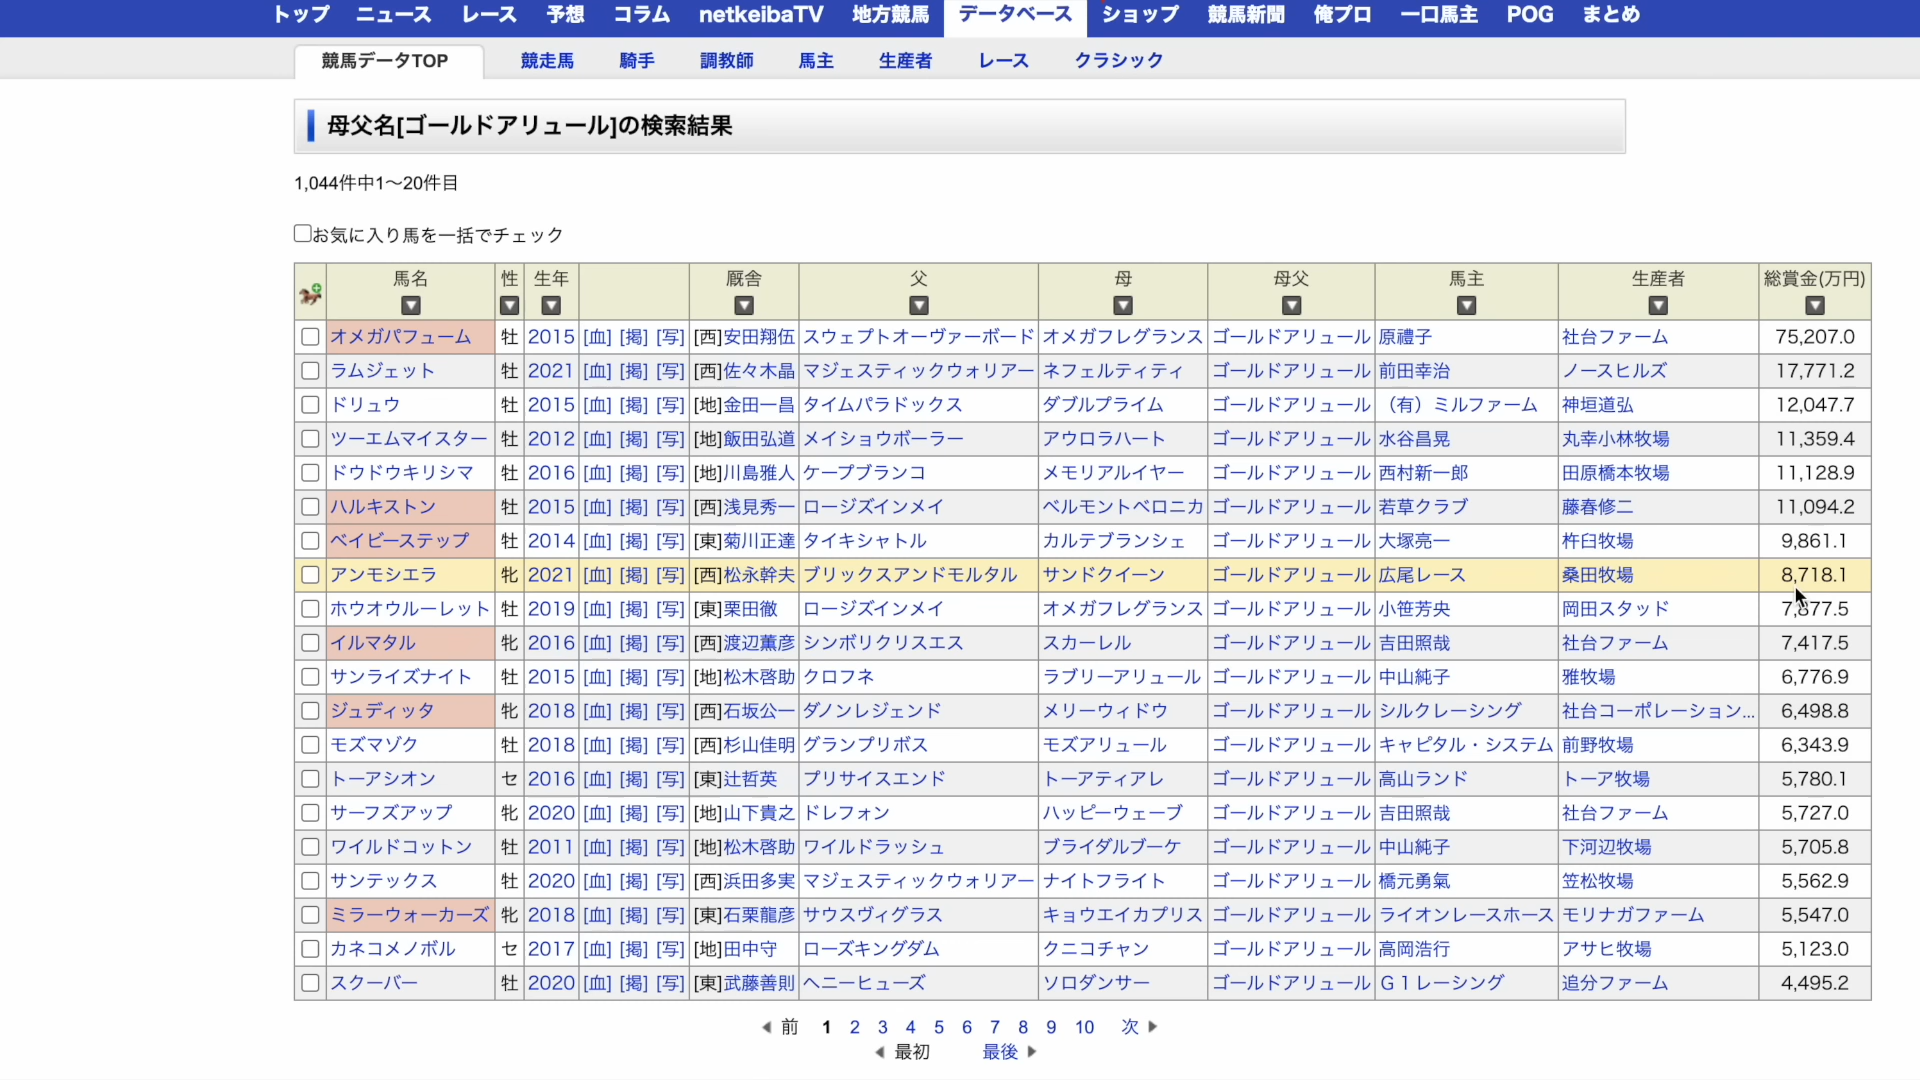 トップ ニュース レース 予想 コラム netkeibaTV 地方競馬 データベース ショップ 競馬新聞 俺プロ 一口馬主 POG まとめ
競馬データTOP 競走馬 騎手 調教師 馬主 生産者 レース クラシック
母父名[ゴールドアリュール]の検索結果
1,044件中1〜20件目
お気に入り馬を一括でチェック
馬名 性 生年 厩舎 父 母 母父 馬主 生産者 総賞金(万円)
オメガパフューム 牡 2015 [血] [掲] [写] [西]安田翔伍 スウェプトオーヴァーボード オメガフレグランス ゴールドアリュール 原禮子 社台ファーム 75,207.0
ラムジェット 牡 2021 [血] [掲] [写] [西]佐々木晶 マジェスティックウォリアー ネフェルティティ ゴールドアリュール 前田幸治 ノースヒルズ 17,771.2
ドリュウ 牡 2015 [血] [掲] [写] [地]金田一昌 タイムパラドックス ダブルプライム ゴールドアリュール （有）ミルファーム 神垣道弘 12,047.7
ツーエムマイスター 牡 2012 [血] [掲] [写] [地]飯田弘道 メイショウボーラー アウロラハート ゴールドアリュール 水谷昌晃 丸幸小林牧場 11,359.4
ドウドウキリシマ 牡 2016 [血] [掲] [写] [地]川島雅人 ケープブランコ メモリアルイヤー ゴールドアリュール 西村新一郎 田原橋本牧場 11,128.9
ハルキストン 牡 2015 [血] [掲] [写] [西]浅見秀一 ロージズインメイ ベルモントベロニカ ゴールドアリュール 若草クラブ 藤春修二 11,094.2
ベイビーステップ 牡 2014 [血] [掲] [写] [東]菊川正達 タイキシャトル カルテブランシェ ゴールドアリュール 大塚亮一 杵臼牧場 9,861.1
アンモシエラ 牝 2021 [血] [掲] [写] [西]松永幹夫 ブリックスアンドモルタル サンドクイーン ゴールドアリュール 広尾レース 桑田牧場 8,718.1
ホウオウルーレット 牡 2019 [血] [掲] [写] [東]栗田徹 ロージズインメイ オメガフレグランス ゴールドアリュール 小笹芳央 岡田スタッド 7,877.5
イルマタル 牝 2016 [血] [掲] [写] [西]渡辺薫彦 シンボリクリスエス スカーレル ゴールドアリュール 吉田照哉 社台ファーム 7,417.5
サンライズナイト 牡 2015 [血] [掲] [写] [地]松木啓助 クロフネ ラブリーアリュール ゴールドアリュール 中山純子 雅牧場 6,776.9
ジュディッタ 牝 2018 [血] [掲] [写] [西]石坂公一 ダノンレジェンド メリーウィドウ ゴールドアリュール シルクレーシング 社台コーポレーション... 6,498.8
モズマゾク 牡 2018 [血] [掲] [写] [西]杉山佳明 グランプリボス モズアリュール ゴールドアリュール キャピタル・システム 前野牧場 6,343.9
トーアシオン セ 2016 [血] [掲] [写] [東]辻哲英 プリサイスエンド トーアティアレ ゴールドアリュール 高山ランド トーア牧場 5,780.1
サーフズアップ 牝 2020 [血] [掲] [写] [地]山下貴之 ドレフォン ハッピーウェーブ ゴールドアリュール 吉田照哉 社台ファーム 5,727.0
ワイルドコットン 牡 2011 [血] [掲] [写] [地]松木啓助 ワイルドラッシュ ブライダルブーケ ゴールドアリュール 中山純子 下河辺牧場 5,705.8
サンテックス 牡 2020 [血] [掲] [写] [西]浜田多実 マジェスティックウォリアー ナイトフライト ゴールドアリュール 橋元勇氣 笠松牧場 5,562.9
ミラーウォーカーズ 牝 2018 [血] [掲] [写] [東]石栗龍彦 サウスヴィグラス キョウエイカプリス ゴールドアリュール ライオンレースホース モリナガファーム 5,547.0
カネコメノボル セ 2017 [血] [掲] [写] [地]田中守 ローズキングダム クニコチャン ゴールドアリュール 高岡浩行 アサヒ牧場 5,123.0
スクーバー 牡 2020 [血] [掲] [写] [東]武藤善則 ヘニーヒューズ ソロダンサー ゴールドアリュール Ｇ１レーシング 追分ファーム 4,495.2
前 1 2 3 4 5 6 7 8 9 10 次
最初 最後